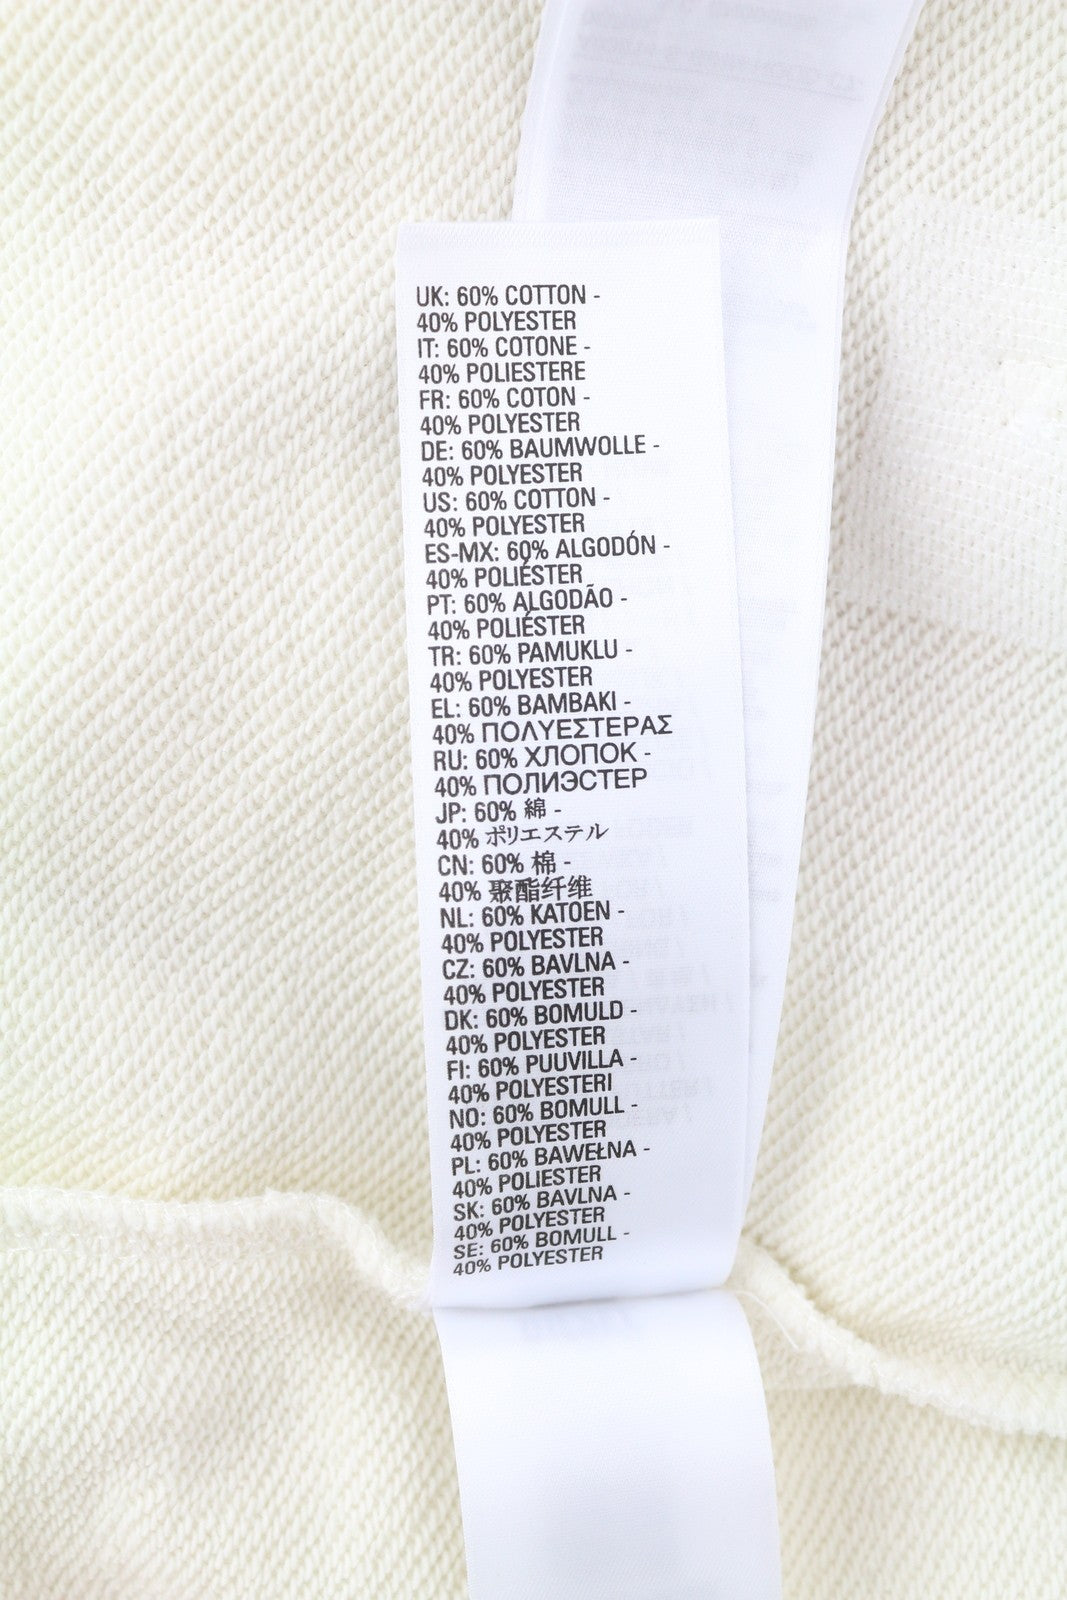 UK: 60% COTTON -
40% POLYESTER
IT: 60% COTONE -
40% POLIESTERE
FR: 60% COTON -
40% POLYESTER
DE: 60% BAUMWOLLE -
40% POLYESTER
US: 60% COTTON -
40% POLYESTER
ES-MX: 60% ALGODÓN -
40% POLIÉSTER
PT: 60% ALGODÃO -
40% POLIÉSTER
TR: 60% PAMUKLU -
40% POLYESTER
EL: 60% ΒΑΜΒΑΚΙ -
40% ΠΟΛΥΕΣΤΕΡΑΣ
RU: 60% ХЛОПОК -
40% ПОЛИЭСТЕР
JP: 60% 綿 -
40% ポリエステル
CN: 60% 棉 -
40% 聚酯纤维
NL: 60% KATOEN -
40% POLYESTER
CZ: 60% BAVLNA -
40% POLYESTER
DK: 60% BOMULD -
40% POLYESTER
FI: 60% PUUVILLA -
40% POLYESTERI
NO: 60% BOMULL -
40% POLYESTER
PL: 60% BAWEŁNA -
40% POLIESTER
SK: 60% BAVLNA -
40% POLYESTER
SE: 60% BOMULL -
40% POLYESTER